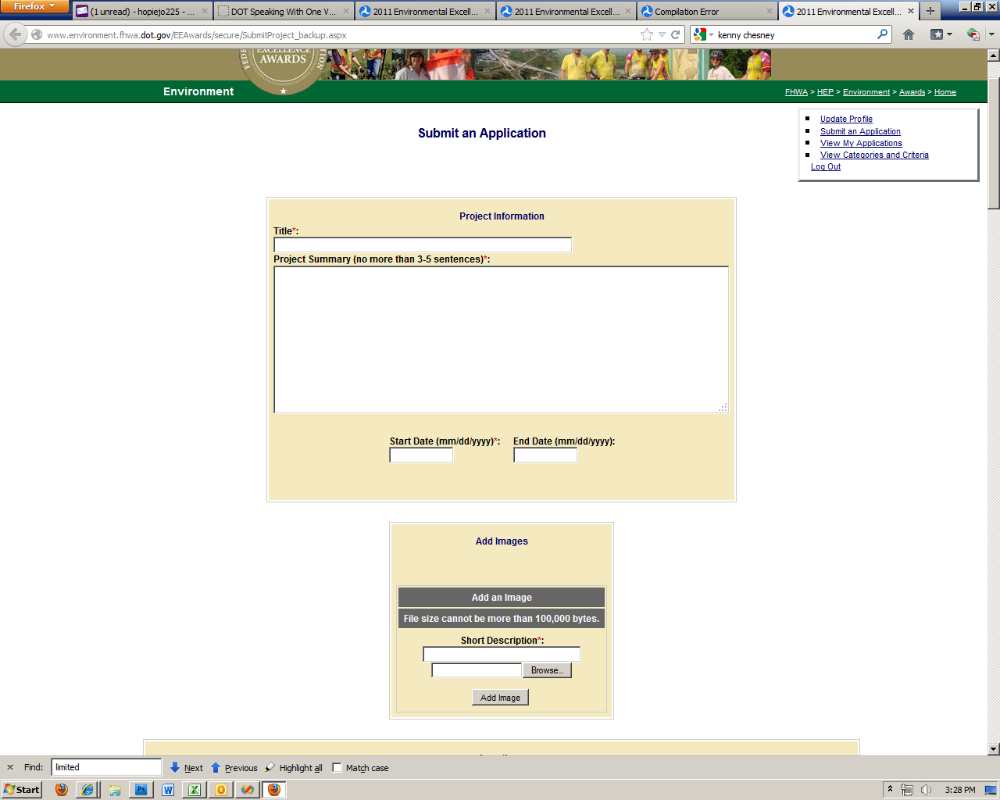 Firefox
(1 unread) - hopiejo225 - ...
DOT Speaking With One V...
2011 Environmental Excell...
2011 Environmental Excell...
Compilation Error
2011 Environmental Excell...
www.environment.fhwa.dot.gov/EEAwards/secure/SubmitProject_backup.aspx
kenny chesney
EXCELLENCE
AWARDS
Environment
FHWA > HEP > Environment > Awards > Home
Update Profile
Submit an Application
View My Applications
View Categories and Criteria
Log Out
Submit an Application
Project Information
Title*:
Project Summary (no more than 3-5 sentences)*:
Start Date (mm/dd/yyyy)*: End Date (mm/dd/yyyy):
Add Images
Add an Image
File size cannot be more than 100,000 bytes.
Short Description*:
Browse...
Add Image
Find: limited Next Previous Highlight all Match case
Start
3:28 PM